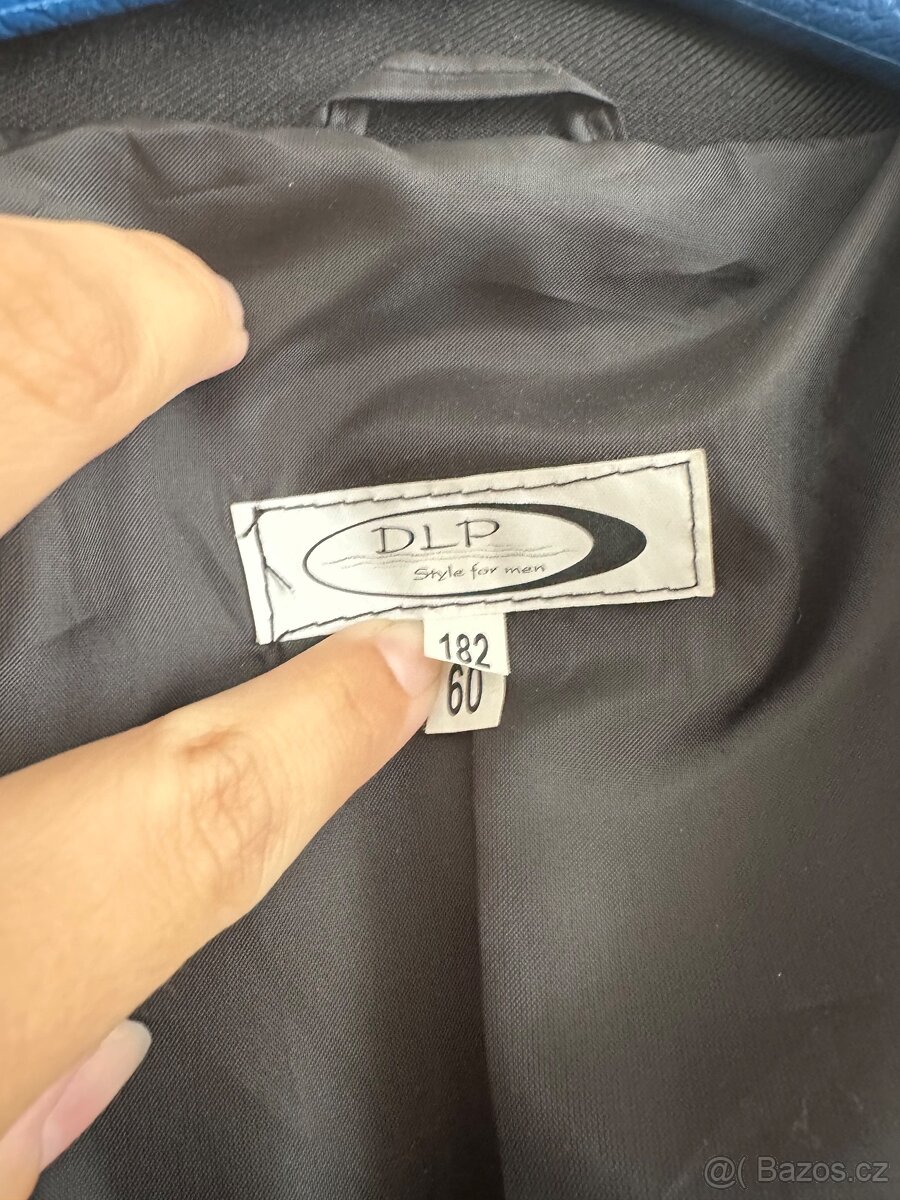 DLP
Style for men
182
60
@( Bazos.cz